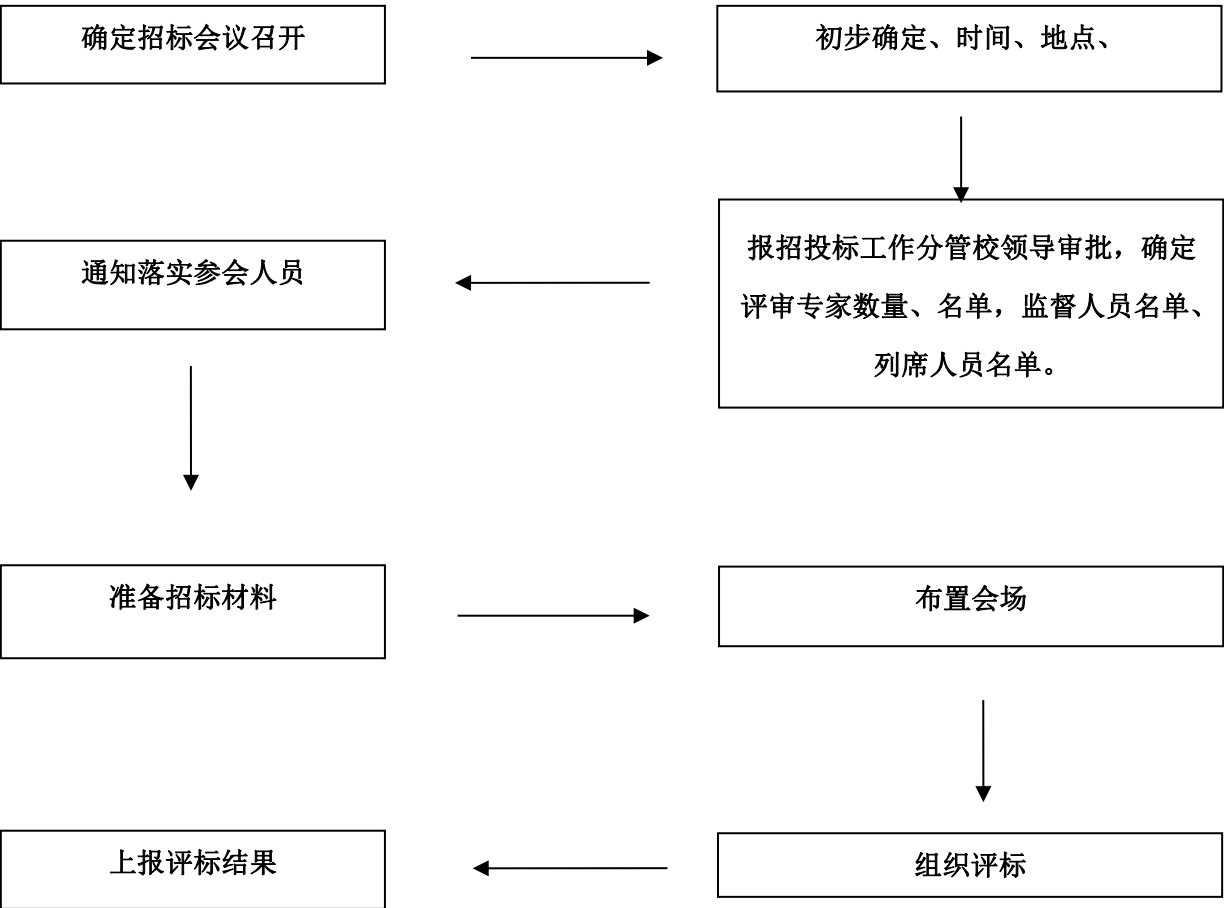 确定招标会议召开
初步确定、时间、地点、
报招投标工作分管校领导审批，确定
评审专家数量、名单，监督人员名单、
列席人员名单。
通知落实参会人员
准备招标材料
布置会场
组织评标
上报评标结果